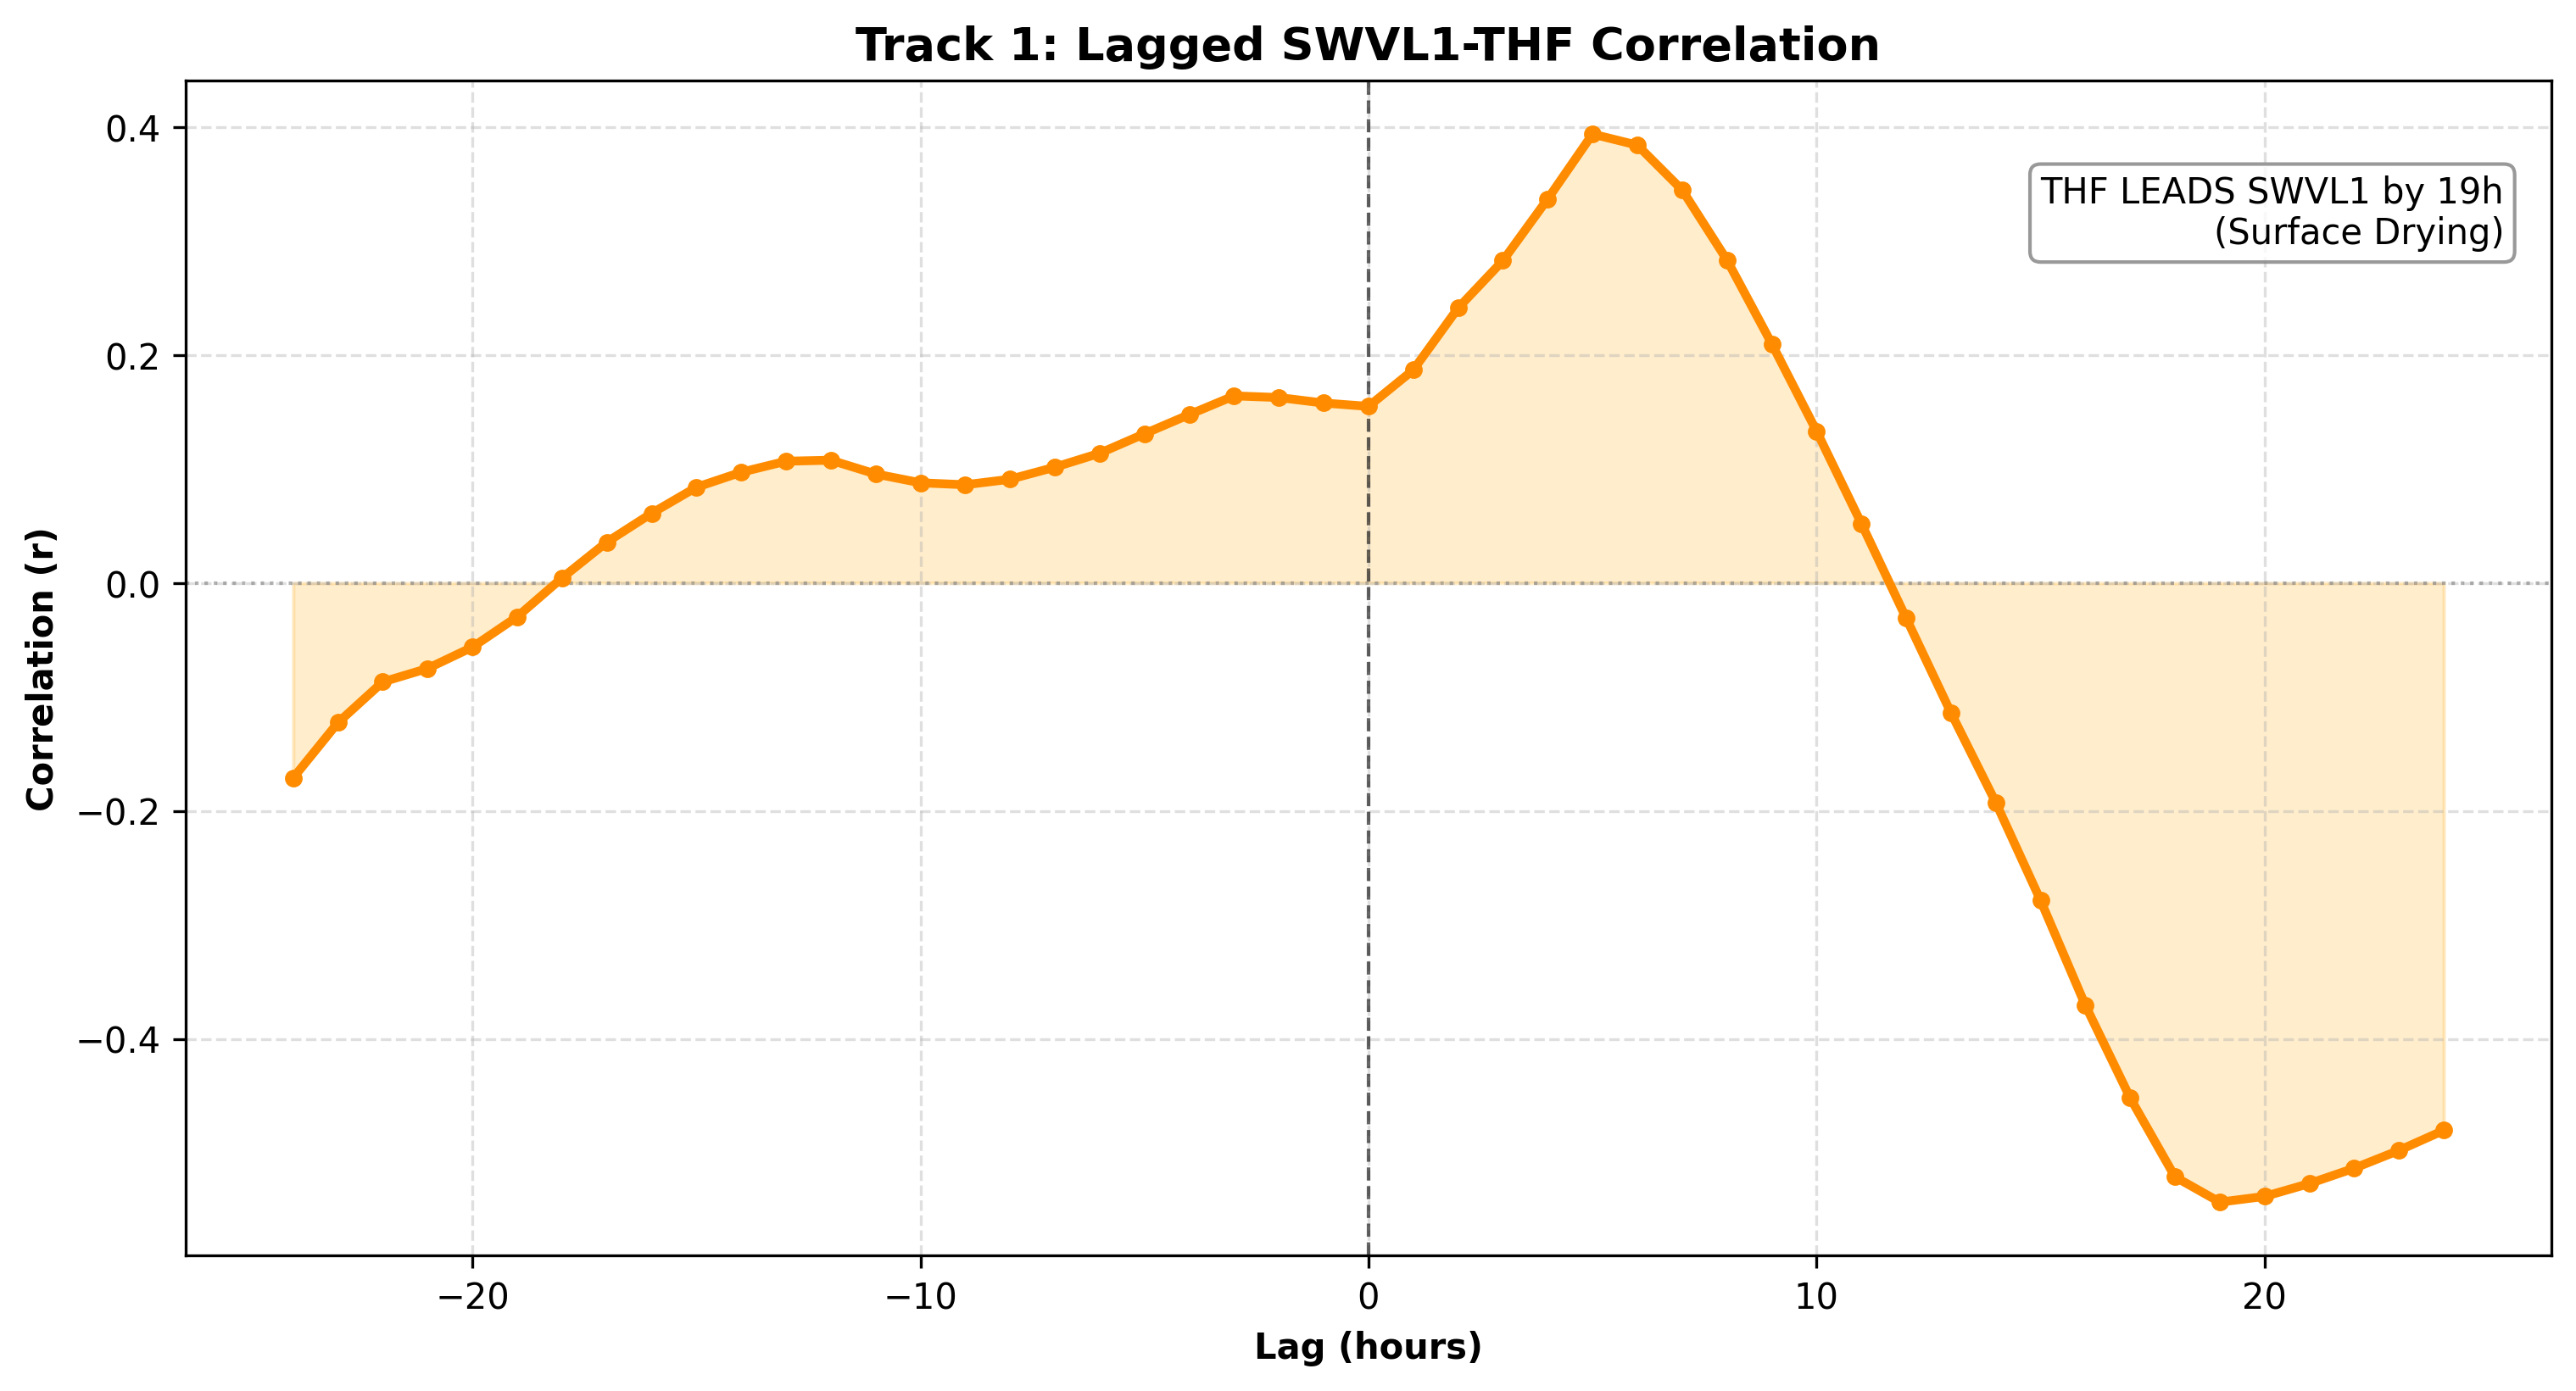 Track 1: Lagged SWVL1-THF Correlation
THF LEADS SWVL1 by 19h
(Surface Drying)
Correlation (r)
0.4
0.2
0.0
−0.2
−0.4
−20
−10
0
10
20
Lag (hours)